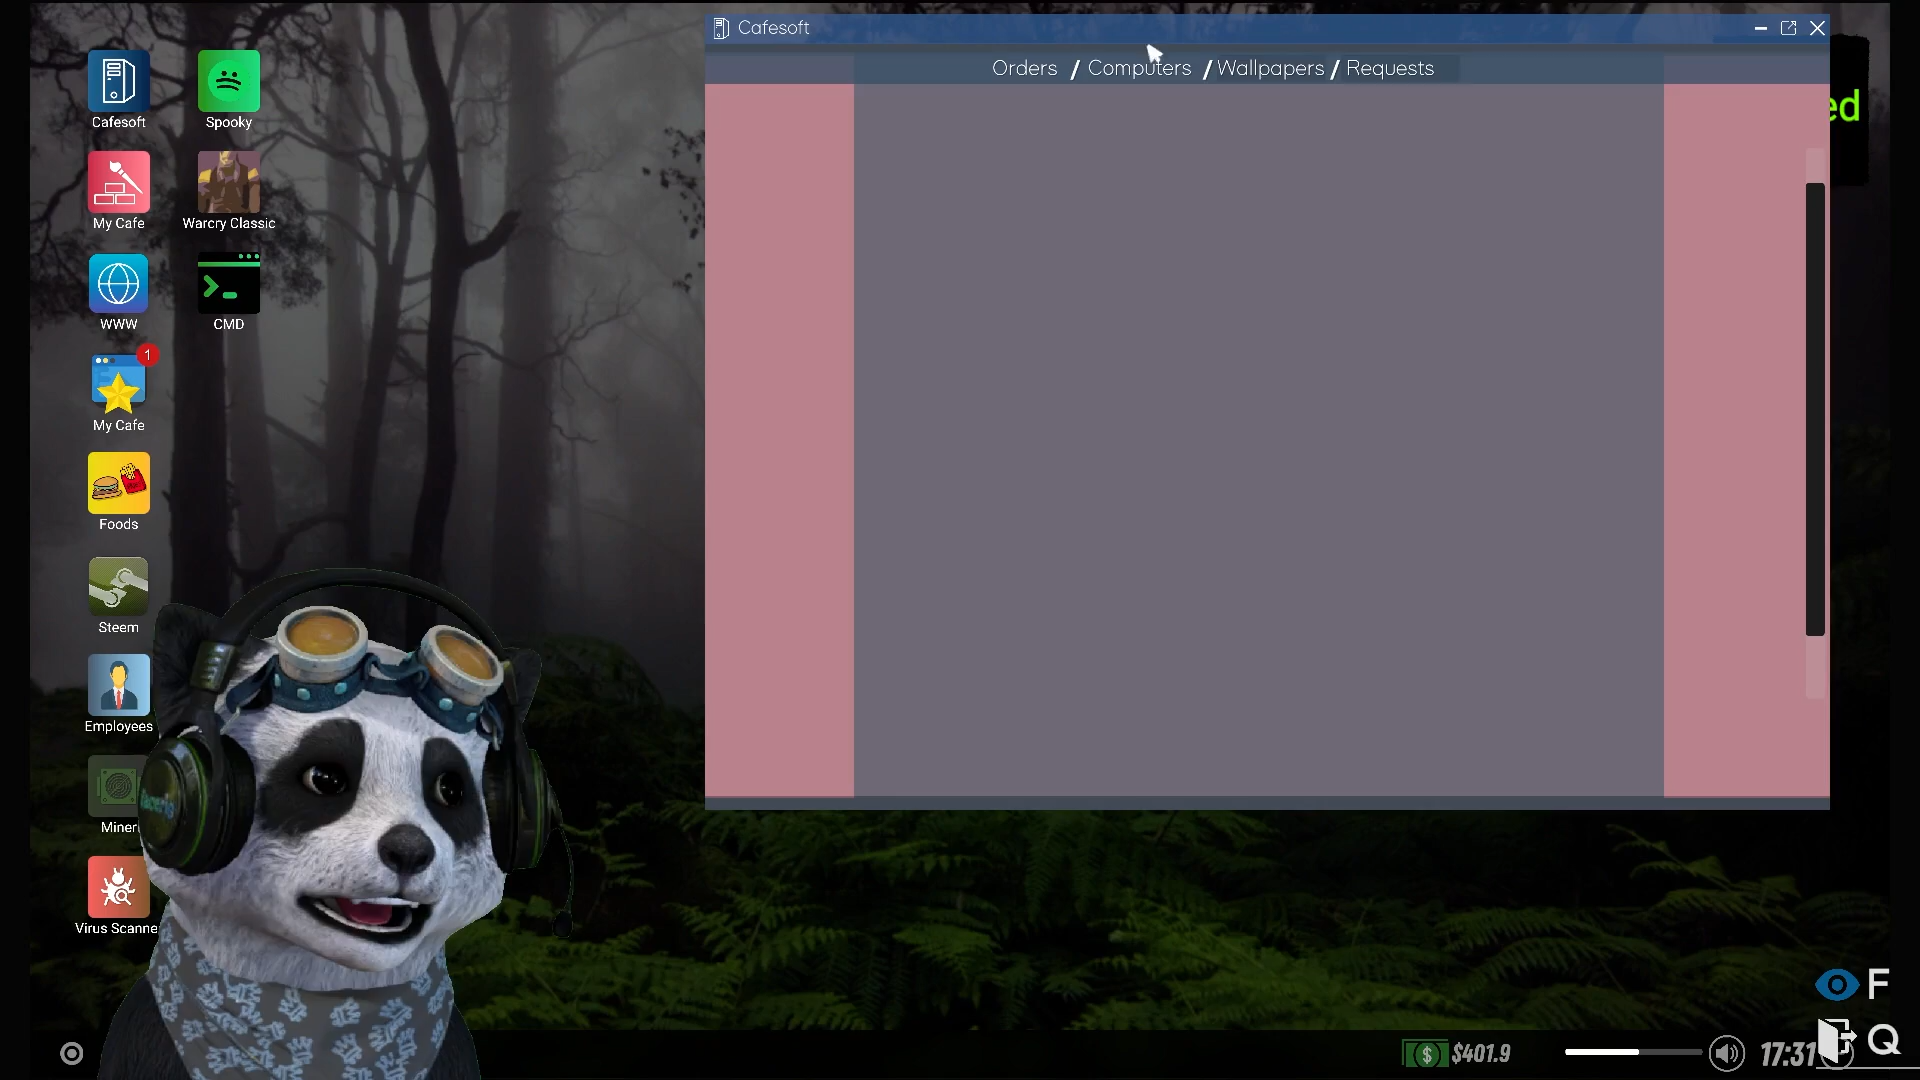 Cafesoft
Orders / Computers / Wallpapers / Requests
ed
Cafesoft
Spooky
My Cafe
Warcry Classic
WWW
CMD
1
My Cafe
Foods
Steem
Employees
Miner
Virus Scanne
$401.9
17:31
F
Q